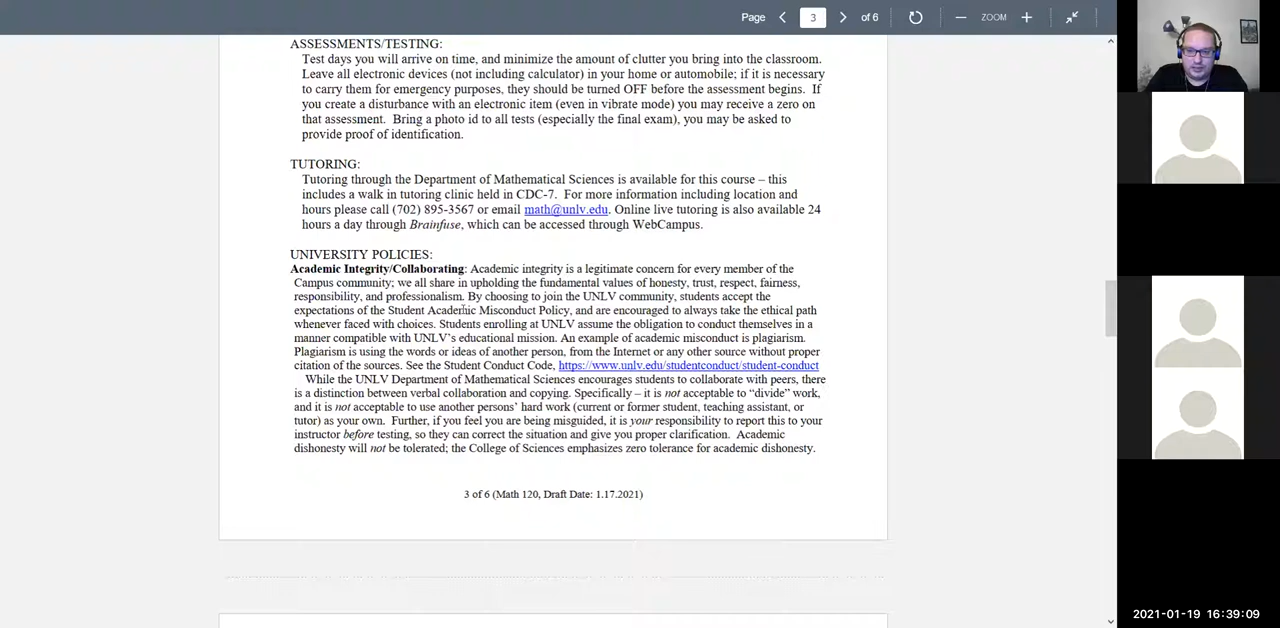 Page 3 of 6 ZOOM
ASSESSMENTS/TESTING:
Test days you will arrive on time, and minimize the amount of clutter you bring into the classroom.
Leave all electronic devices (not including calculator) in your home or automobile; if it is necessary
to carry them for emergency purposes, they should be turned OFF before the assessment begins. If
you create a disturbance with an electronic item (even in vibrate mode) you may receive a zero on
that assessment. Bring a photo id to all tests (especially the final exam), you may be asked to
provide proof of identification.
TUTORING:
Tutoring through the Department of Mathematical Sciences is available for this course – this
includes a walk in tutoring clinic held in CDC-7. For more information including location and
hours please call (702) 895-3567 or email math@unlv.edu. Online live tutoring is also available 24
hours a day through Brainfuse, which can be accessed through WebCampus.
UNIVERSITY POLICIES:
Academic Integrity/Collaborating: Academic integrity is a legitimate concern for every member of the
Campus community; we all share in upholding the fundamental values of honesty, trust, respect, fairness,
responsibility, and professionalism. By choosing to join the UNLV community, students accept the
expectations of the Student Academic Misconduct Policy, and are encouraged to always take the ethical path
whenever faced with choices. Students enrolling at UNLV assume the obligation to conduct themselves in a
manner compatible with UNLV's educational mission. An example of academic misconduct is plagiarism.
Plagiarism is using the words or ideas of another person, from the Internet or any other source without proper
citation of the sources. See the Student Conduct Code, https://www.unlv.edu/studentconduct/student-conduct
While the UNLV Department of Mathematical Sciences encourages students to collaborate with peers, there
is a distinction between verbal collaboration and copying. Specifically – it is not acceptable to “divide” work,
and it is not acceptable to use another persons’ hard work (current or former student, teaching assistant, or
tutor) as your own. Further, if you feel you are being misguided, it is your responsibility to report this to your
instructor before testing, so they can correct the situation and give you proper clarification. Academic
dishonesty will not be tolerated; the College of Sciences emphasizes zero tolerance for academic dishonesty.
3 of 6 (Math 120, Draft Date: 1.17.2021)
2021-01-19 16:39:09